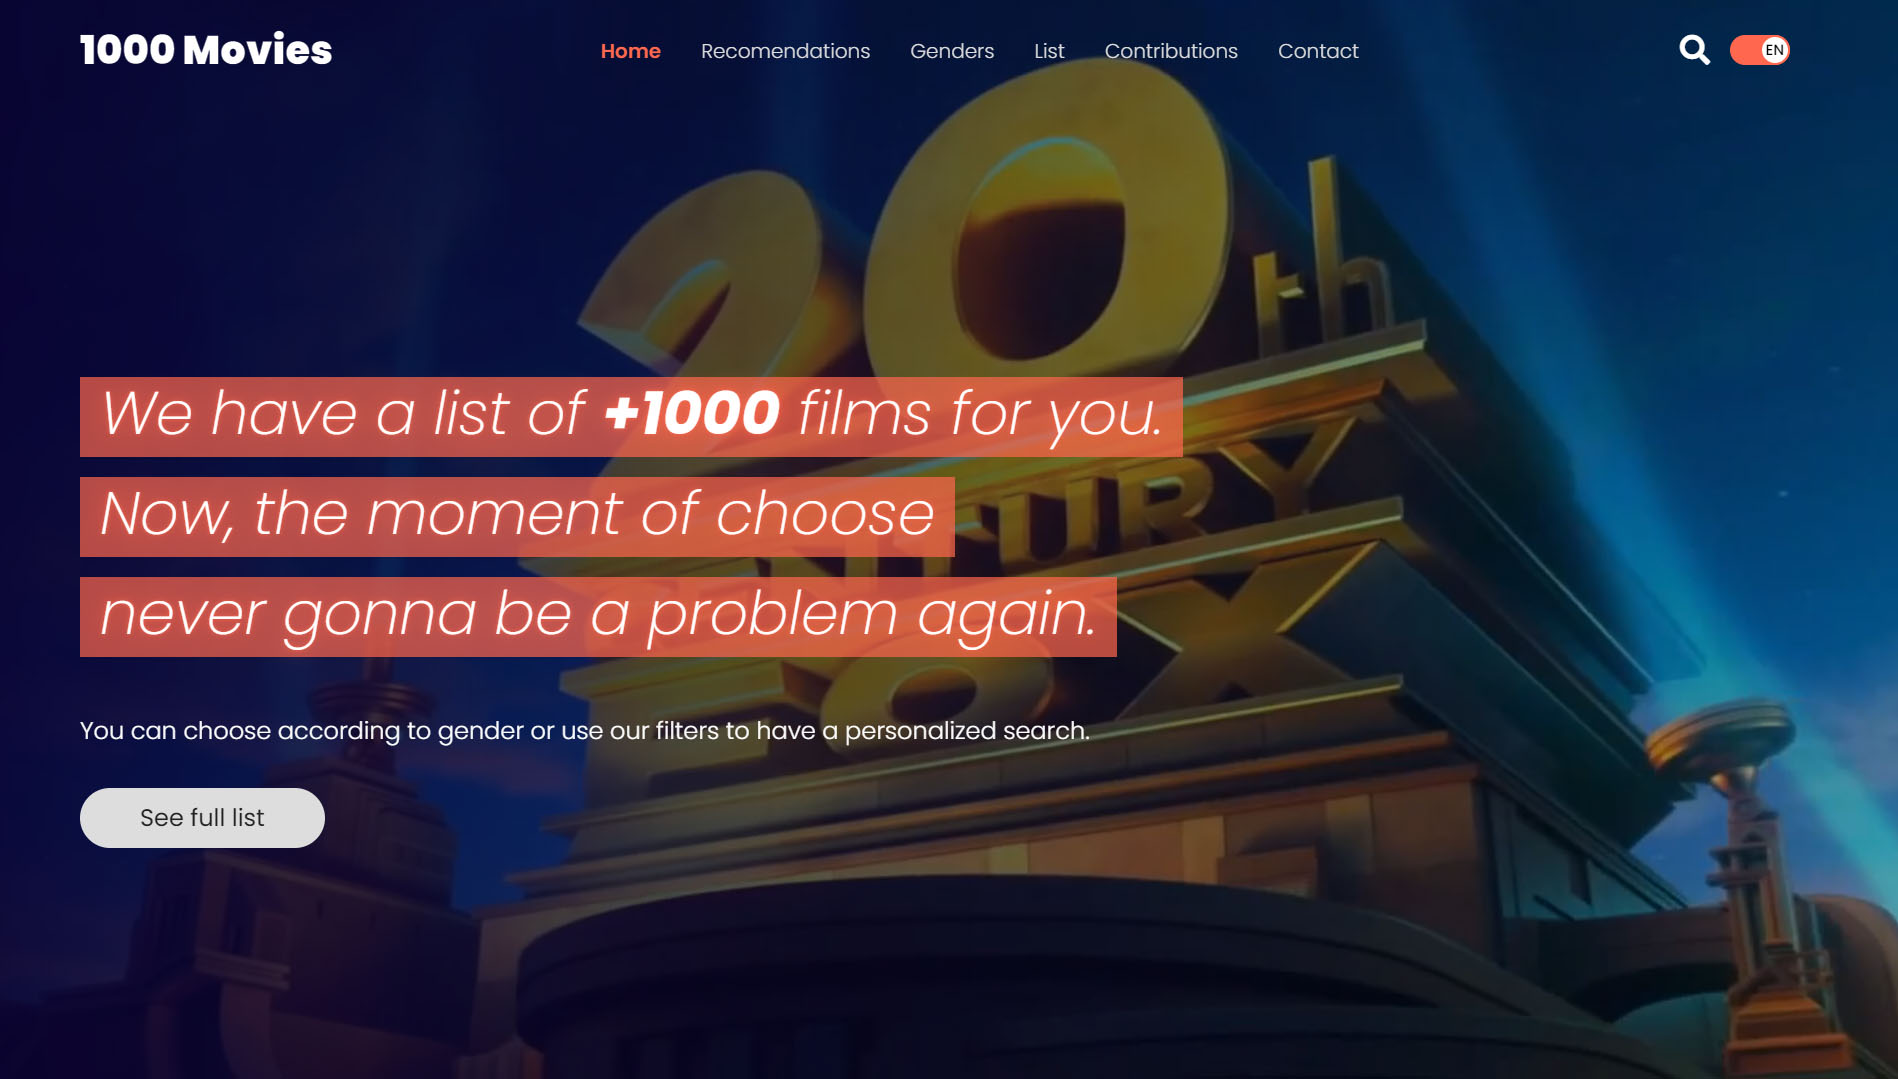 1000 Movies
Home Recomendations Genders List Contributions Contact
EN
20th
CENTURY
FOX
We have a list of +1000 films for you.
Now, the moment of choose
never gonna be a problem again.
You can choose according to gender or use our filters to have a personalized search.
See full list